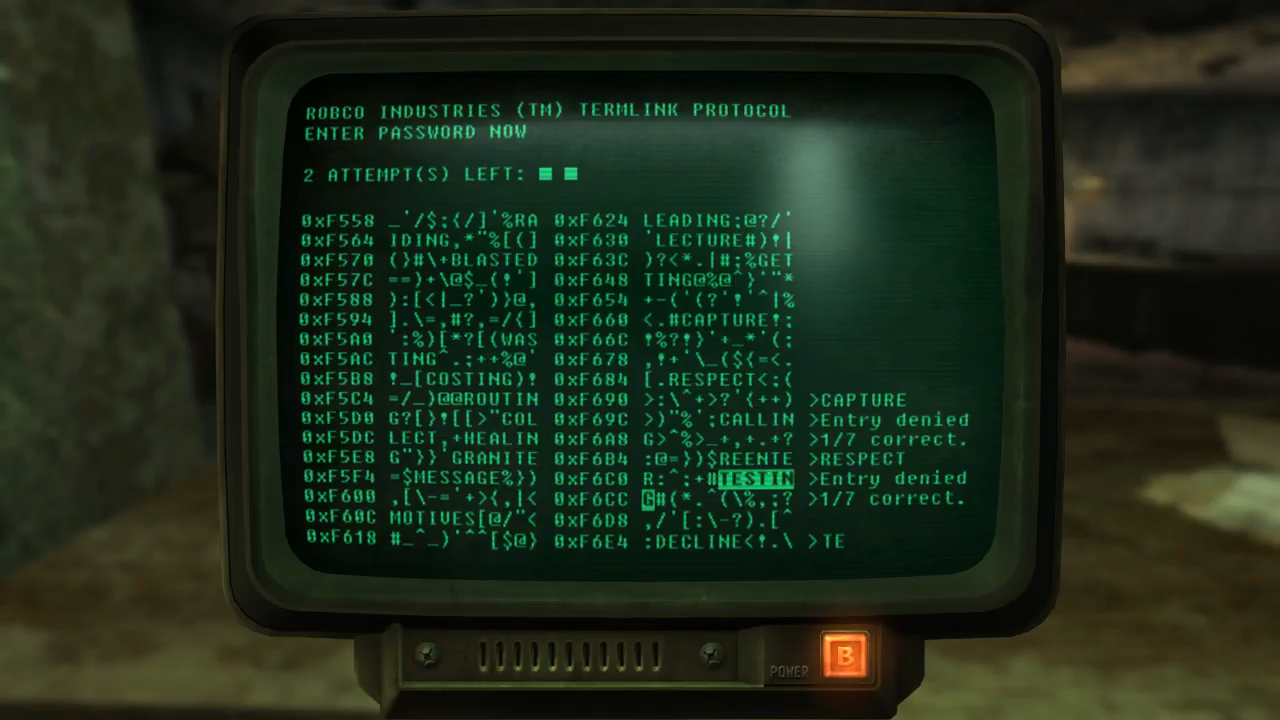 ROBCO INDUSTRIES (TM) TERMLINK PROTOCOL
ENTER PASSWORD NOW
2 ATTEMPT(S) LEFT:
0xF558 _'/$;{/]'%RA 0xF624 LEADING;@?/'
0xF564 IDING,*"%[(] 0xF630 'LECTURE#)!|
0xF570 (}#\+BLASTED 0xF63C )?<*.|#;%GET
0xF57C ==)+\@$_(!'] 0xF648 TING@%@^}'"*
0xF588 ):[<|_?')}@, 0xF654 +-('(?'!'^|%
0xF594 ].\=,#?,=/{] 0xF660 <.#CAPTURE!;
0xF5A0 ':%)[*?[(WAS 0xF66C !%?!}'+_*'(;
0xF5AC TING^.;++%@' 0xF678 ,!+'\_($(=<.
0xF5B8 !_[COSTING)! 0xF684 [.RESPECT<;(
0xF5C4 =/_)@@ROUTIN 0xF690 >:\^+>?'{++) >CAPTURE
0xF5D0 G?[}![[>"COL 0xF69C >)"%';CALLIN >Entry denied
0xF5DC LECT,+HEALIN 0xF6A8 G>^%>_+,+.+? >1/7 correct.
0xF5E8 G"}}'GRANITE 0xF6B4 :@=})$REENTE >RESPECT
0xF5F4 =$MESSAGE%}) 0xF6C0 R:^;+#TESTIN >Entry denied
0xF600 ,[\-='+>{,|< 0xF6CC G#(*.^(\%,;? >1/7 correct.
0xF60C MOTIVES[@/"< 0xF6D8 ,/'[:\-?).[^
0xF618 #_^_)'^^[$@} 0xF6E4 :DECLINE<!.\ >TE
POWER
B